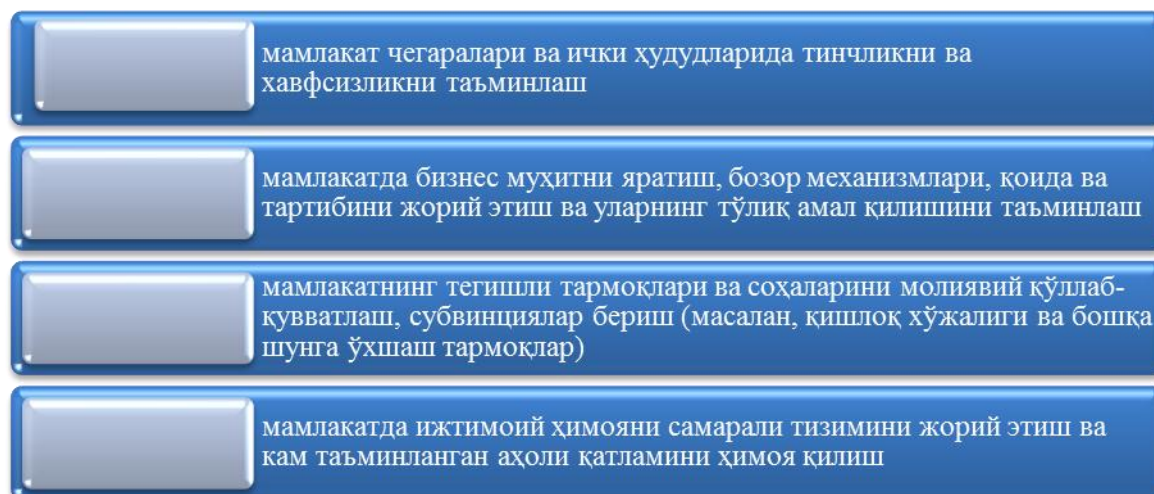 мамлакат чегаралари ва ички ҳудудларида тинчликни ва
хавфсизликни таъминлаш
мамлакатда бизнес муҳитни яратиш, бозор механизмлари, қоида ва
тартибини жорий этиш ва уларнинг тўлиқ амал қилишини таъминлаш
мамлакатнинг тегишли тармоқлари ва соҳаларини молиявий қўллаб-
қувватлаш, субвинциялар бериш (масалан, қишлоқ хўжалиги ва бошқа
шунга ўхшаш тармоқлар)
мамлакатда ижтимоий ҳимояни самарали тизимини жорий этиш ва
кам таъминланган аҳоли қатламини ҳимоя қилиш